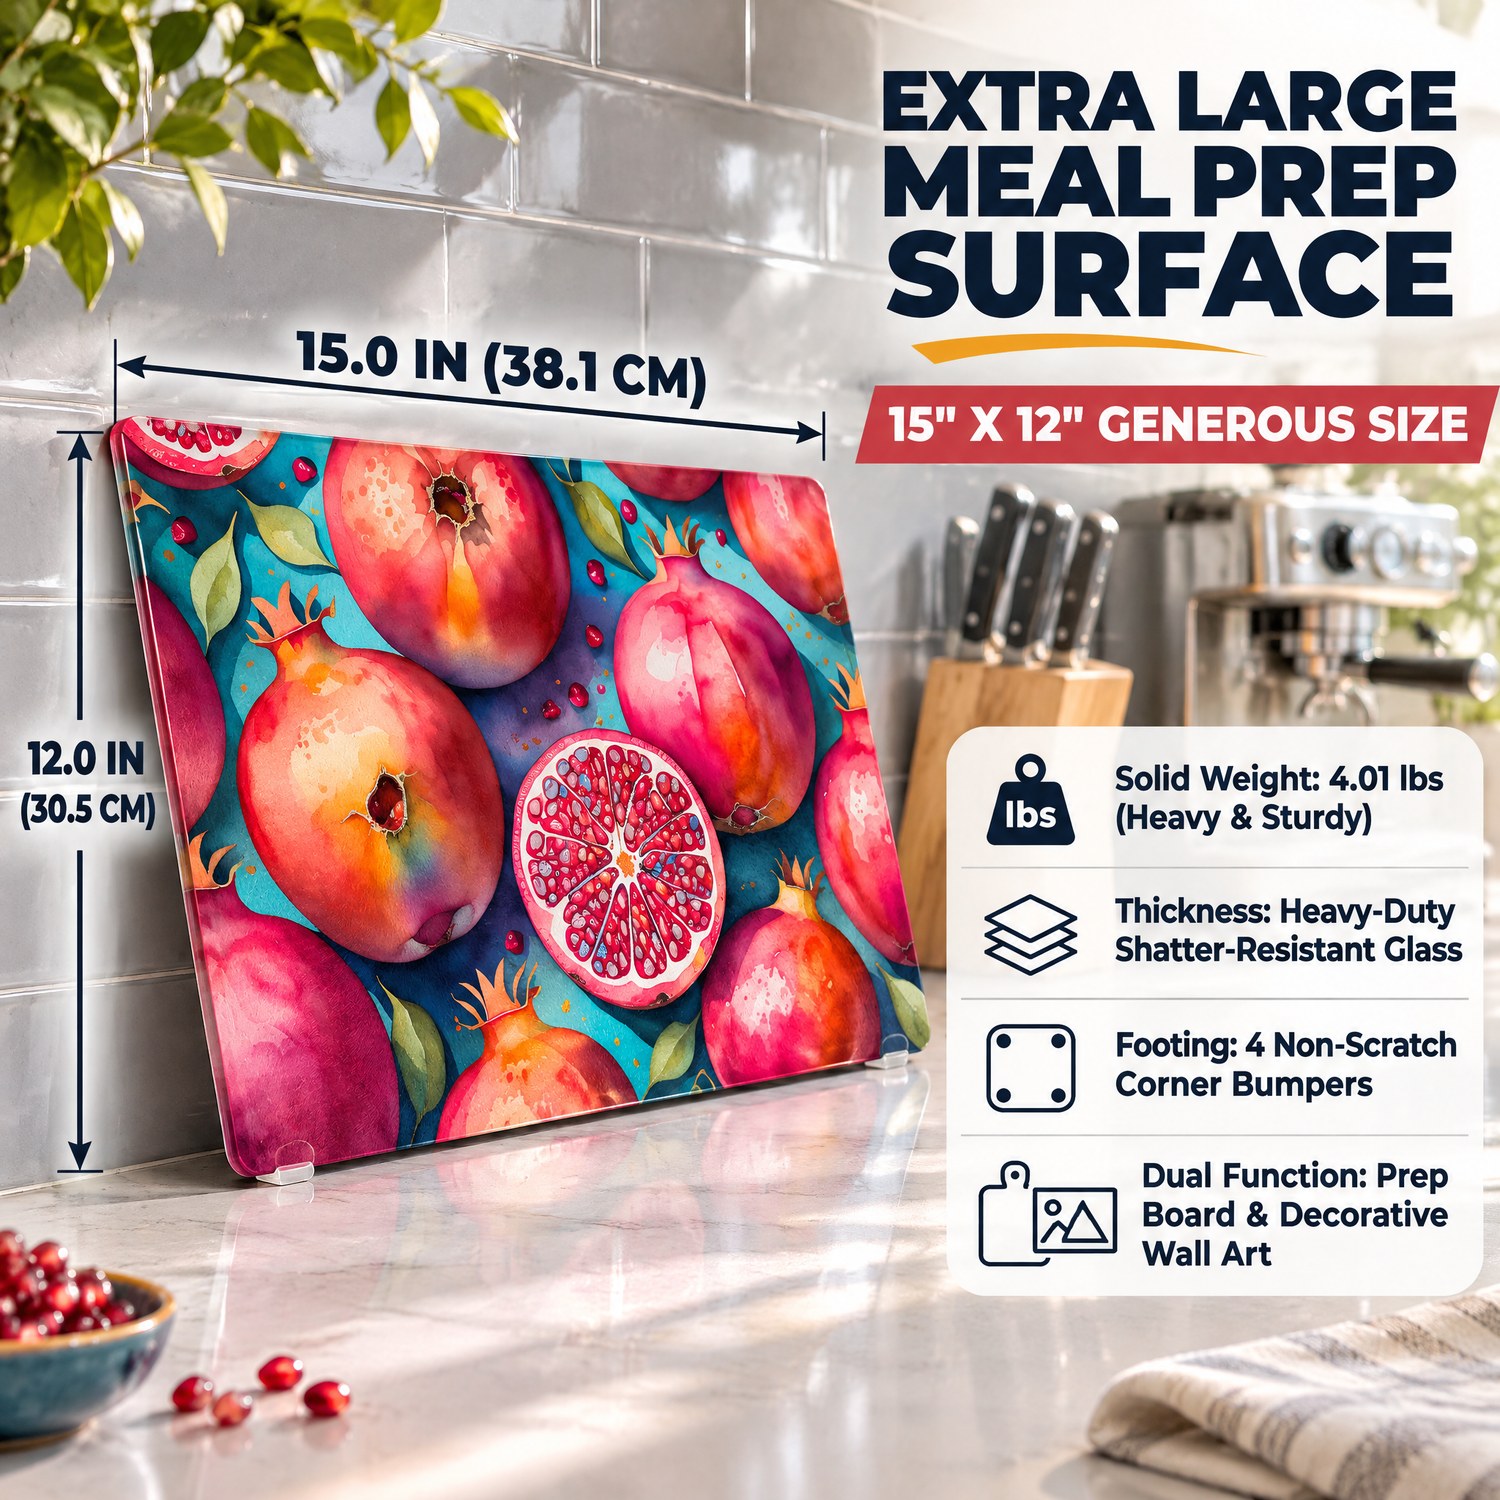 EXTRA LARGE
MEAL PREP
SURFACE
15" X 12" GENEROUS SIZE
15.0 IN (38.1 CM)
12.0 IN
(30.5 CM)
lbs
Solid Weight: 4.01 lbs
(Heavy & Sturdy)
Thickness: Heavy-Duty
Shatter-Resistant Glass
Footing: 4 Non-Scratch
Corner Bumpers
Dual Function: Prep
Board & Decorative
Wall Art